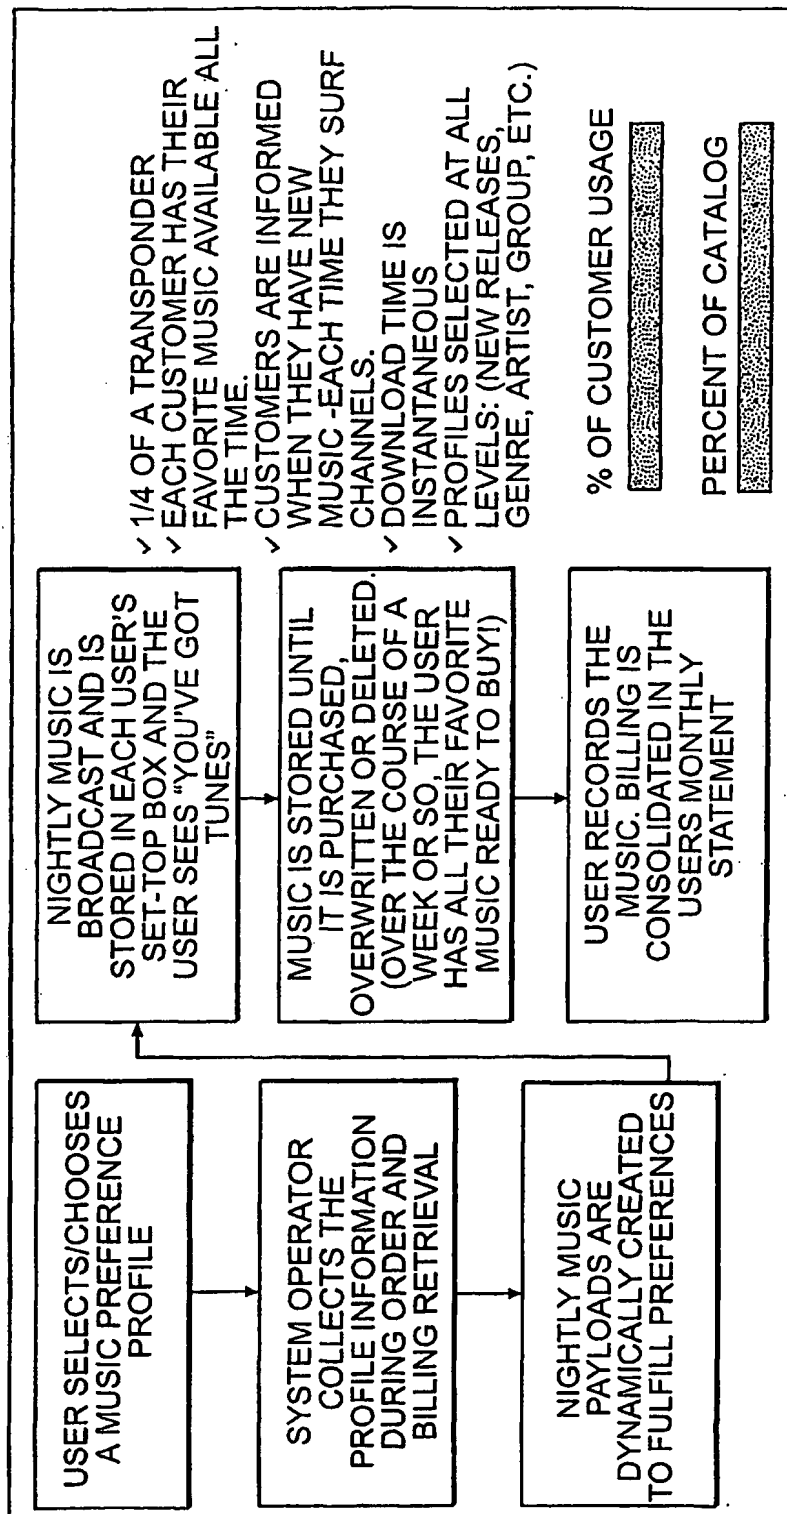 USER SELECTS/CHOOSES
A MUSIC PREFERENCE
PROFILE
SYSTEM OPERATOR
COLLECTS THE
PROFILE INFORMATION
DURING ORDER AND
BILLING RETRIEVAL
NIGHTLY MUSIC
PAYLOADS ARE
DYNAMICALLY CREATED
TO FULFILL PREFERENCES
NIGHTLY MUSIC IS
BROADCAST AND IS
STORED IN EACH USER'S
SET-TOP BOX AND THE
USER SEES "YOU'VE GOT
TUNES"
MUSIC IS STORED UNTIL
IT IS PURCHASED,
OVERWRITTEN OR DELETED.
(OVER THE COURSE OF A
WEEK OR SO, THE USER
HAS ALL THEIR FAVORITE
MUSIC READY TO BUY!)
USER RECORDS THE
MUSIC. BILLING IS
CONSOLIDATED IN THE
USERS MONTHLY
STATEMENT
✓ 1/4 OF A TRANSPONDER
✓ EACH CUSTOMER HAS THEIR
FAVORITE MUSIC AVAILABLE ALL
THE TIME.
✓ CUSTOMERS ARE INFORMED
WHEN THEY HAVE NEW
MUSIC -EACH TIME THEY SURF
CHANNELS.
✓ DOWNLOAD TIME IS
INSTANTANEOUS
✓ PROFILES SELECTED AT ALL
LEVELS: (NEW RELEASES,
GENRE, ARTIST, GROUP, ETC.)
% OF CUSTOMER USAGE
PERCENT OF CATALOG